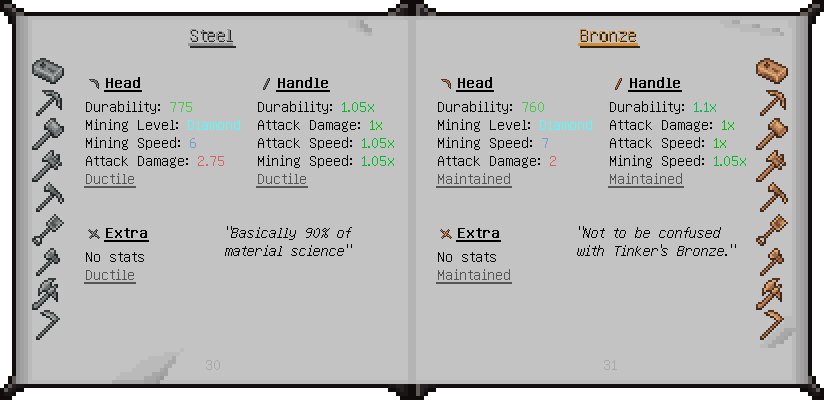 Steel
Head
Durability: 775
Mining Level: Diamond
Mining Speed: 6
Attack Damage: 2.75
Ductile
Handle
Durability: 1.05x
Attack Damage: 1x
Attack Speed: 1.05x
Mining Speed: 1.05x
Ductile
Extra
No stats
Ductile
"Basically 90% of
material science"
30
Bronze
Head
Durability: 760
Mining Level: Diamond
Mining Speed: 7
Attack Damage: 2
Maintained
Handle
Durability: 1.1x
Attack Damage: 1x
Attack Speed: 1x
Mining Speed: 1.05x
Maintained
Extra
No stats
Maintained
"Not to be confused
with Tinker's Bronze."
31